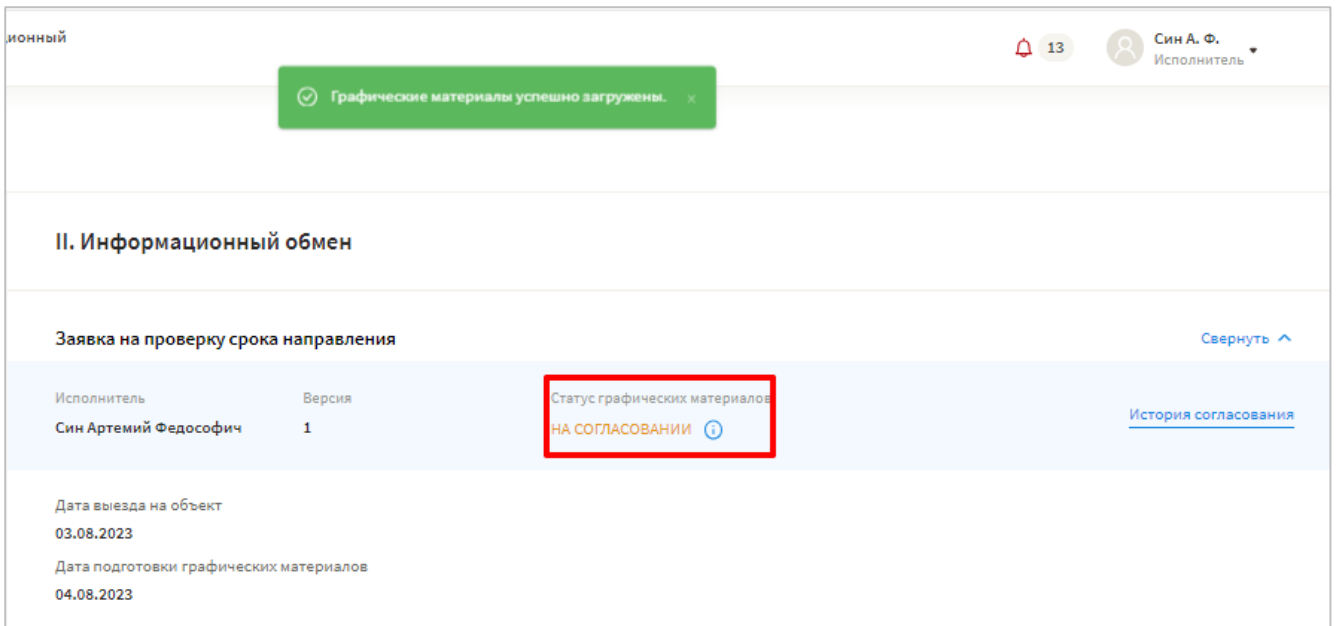 ионный
13
Син А. Ф.
Исполнитель
Графические материалы успешно загружены.
II. Информационный обмен
Заявка на проверку срока направления
Свернуть
Исполнитель
Версия
Статус графических материалов
Син Артемий Федософич
1
НА СОГЛАСОВАНИИ
История согласования
Дата выезда на объект
03.08.2023
Дата подготовки графических материалов
04.08.2023